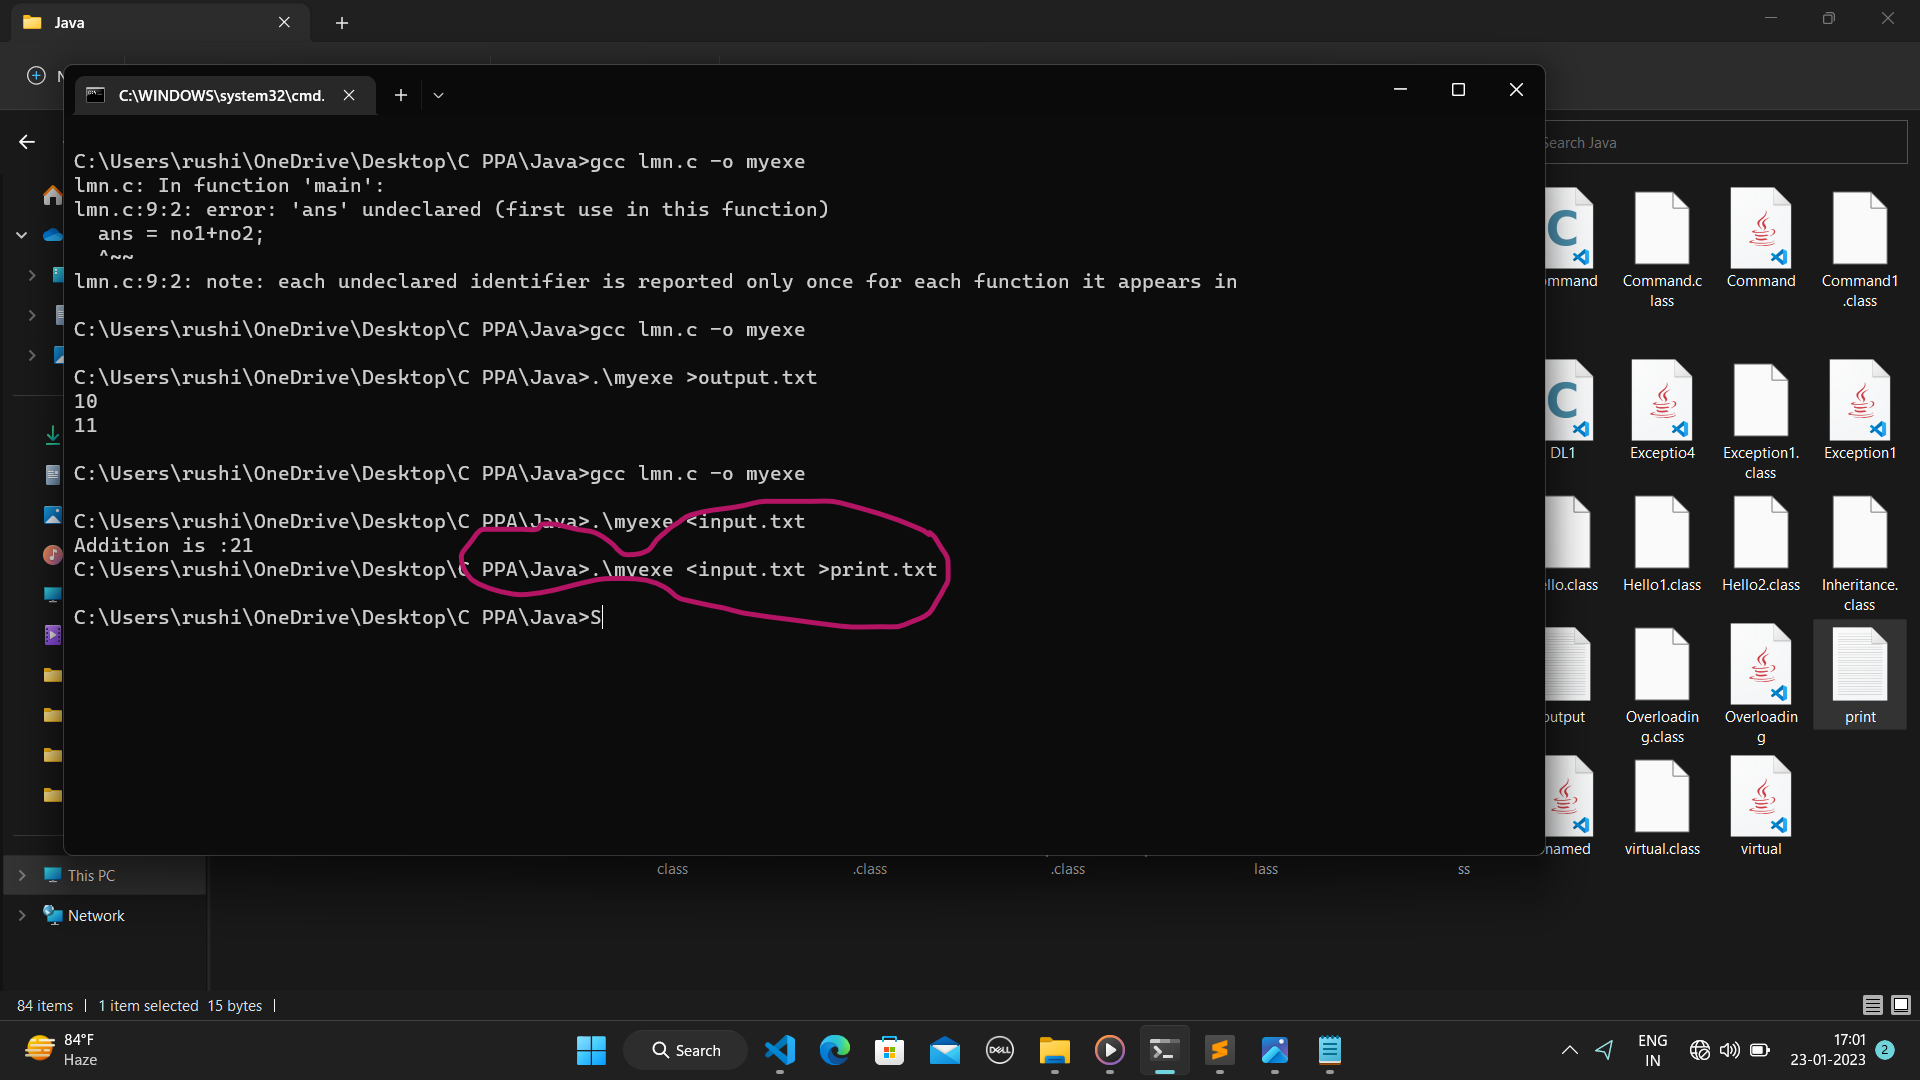 Java
N
C:\WINDOWS\system32\cmd.
C:\Users\rushi\OneDrive\Desktop\C PPA\Java>gcc lmn.c -o myexe
lmn.c: In function 'main':
lmn.c:9:2: error: 'ans' undeclared (first use in this function)
ans = no1+no2;
^~~
lmn.c:9:2: note: each undeclared identifier is reported only once for each function it appears in
C:\Users\rushi\OneDrive\Desktop\C PPA\Java>gcc lmn.c -o myexe
C:\Users\rushi\OneDrive\Desktop\C PPA\Java>.\myexe >output.txt
10
11
C:\Users\rushi\OneDrive\Desktop\C PPA\Java>gcc lmn.c -o myexe
C:\Users\rushi\OneDrive\Desktop\C PPA\Java>.\myexe <input.txt
Addition is :21
C:\Users\rushi\OneDrive\Desktop\C PPA\Java>.\myexe <input.txt >print.txt
C:\Users\rushi\OneDrive\Desktop\C PPA\Java>S
Search Java
mmand
Command.c
lass
Command
Command1
.class
DL1
Exceptio4
Exception1.
class
Exception1
llo.class
Hello1.class
Hello2.class
Inheritance.
class
output
Overloadin
g.class
Overloadin
g
print
named
virtual.class
virtual
class
.class
.class
lass
ss
This PC
Network
84 items
1 item selected 15 bytes
84°F
Haze
Search
DELL
ENG
IN
17:01
23-01-2023
2